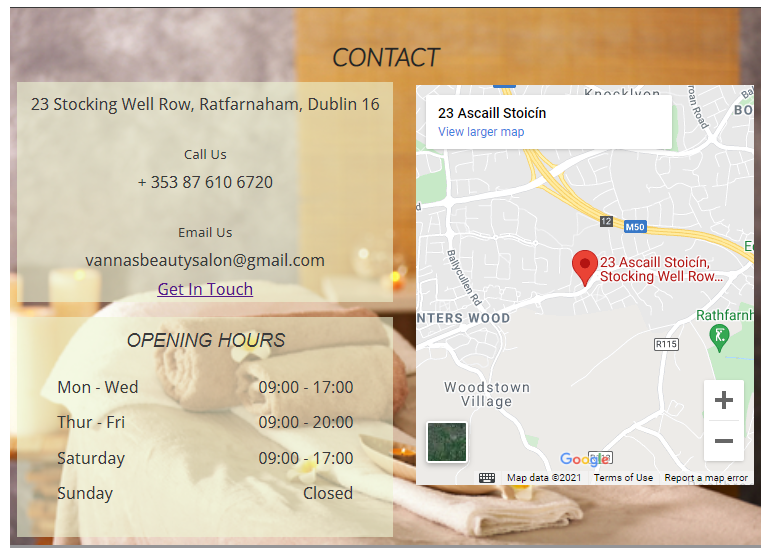 CONTACT
23 Stocking Well Row, Ratfarnaham, Dublin 16
Call Us
+ 353 87 610 6720
Email Us
vannasbeautysalon@gmail.com
Get In Touch
OPENING HOURS
Mon - Wed 09:00 - 17:00
Thur - Fri 09:00 - 20:00
Saturday 09:00 - 17:00
Sunday Closed
Knocklyon
23 Ascaill Stoicín
View larger map
roan Road
BO
12
M50
Ballycullen Rd
23 Ascaill Stoicín,
Stocking Well Row...
NTERS WOOD
Rathfarnh
R115
Woodstown
Village
Google
Map data ©2021 Terms of Use Report a map error